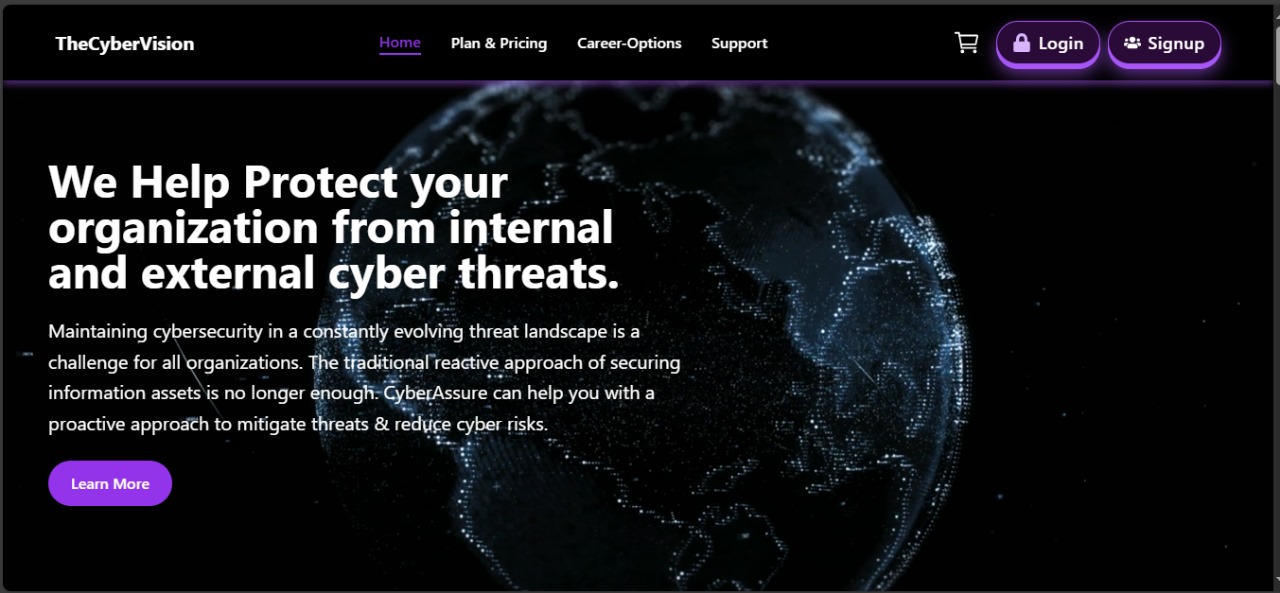 TheCyberVision
Home
Plan & Pricing
Career-Options
Support
Login
Signup
We Help Protect your
organization from internal
and external cyber threats.
Maintaining cybersecurity in a constantly evolving threat landscape is a
challenge for all organizations. The traditional reactive approach of securing
information assets is no longer enough. CyberAssure can help you with a
proactive approach to mitigate threats & reduce cyber risks.
Learn More